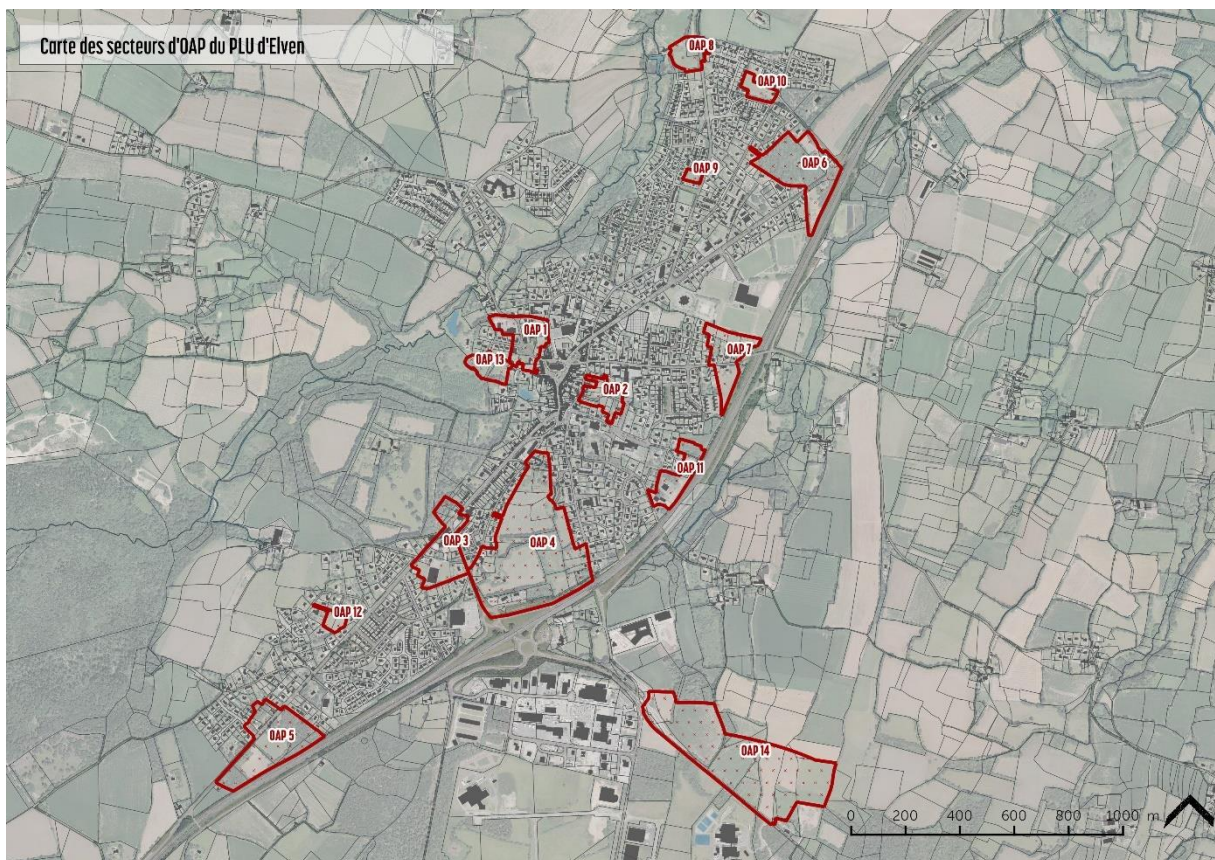 Carte des secteurs d'OAP du PLU d'Elven
OAP 8
OAP 10
OAP 6
OAP 9
OAP 1
OAP 13
OAP 7
OAP 2
OAP 11
OAP 3
OAP 4
OAP 12
OAP 5
OAP 14
0 200 400 600 800 1000 m